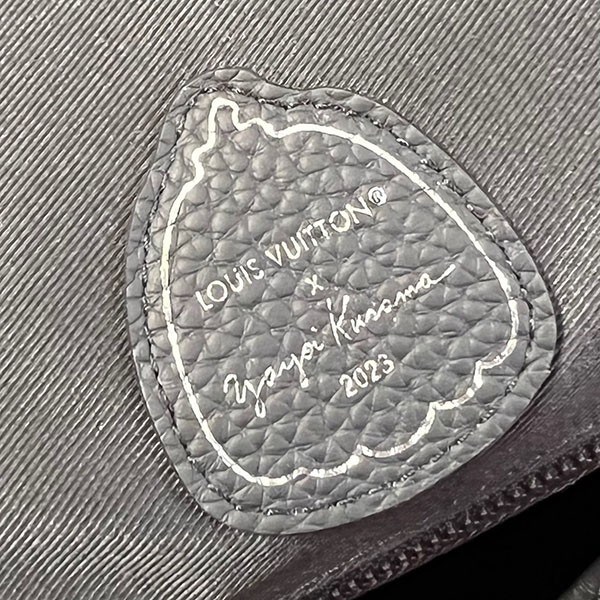 LOUIS VUITTON®
x
Yayoi Kusama
2023